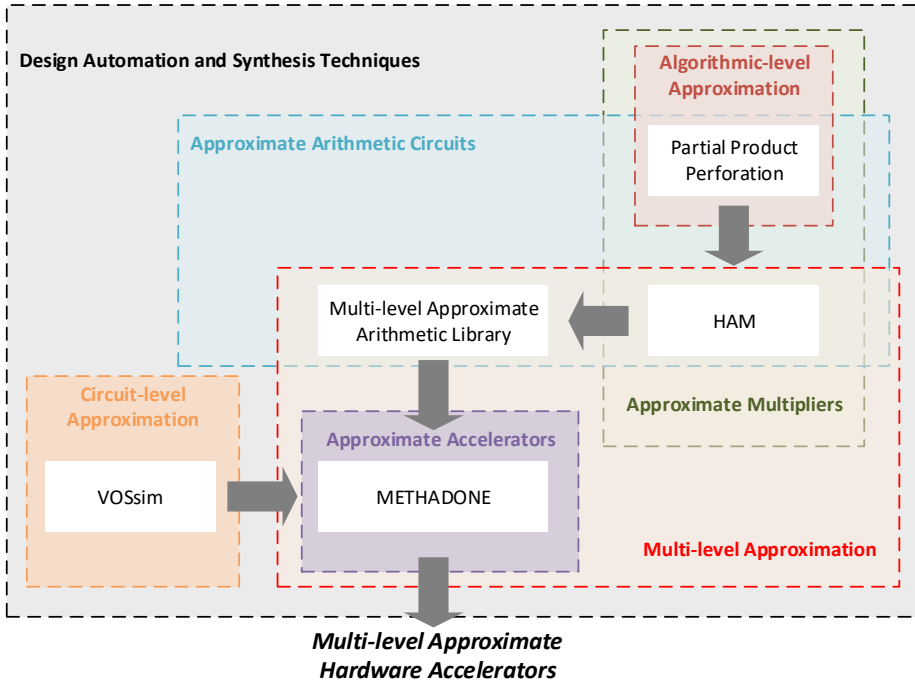 Design Automation and Synthesis Techniques
Algorithmic-level
Approximation
Approximate Arithmetic Circuits
Partial Product
Perforation
Multi-level Approximate
Arithmetic Library
HAM
Circuit-level
Approximation
Approximate Multipliers
Approximate Accelerators
VOSsim
METHADONE
Multi-level Approximation
Multi-level Approximate
Hardware Accelerators